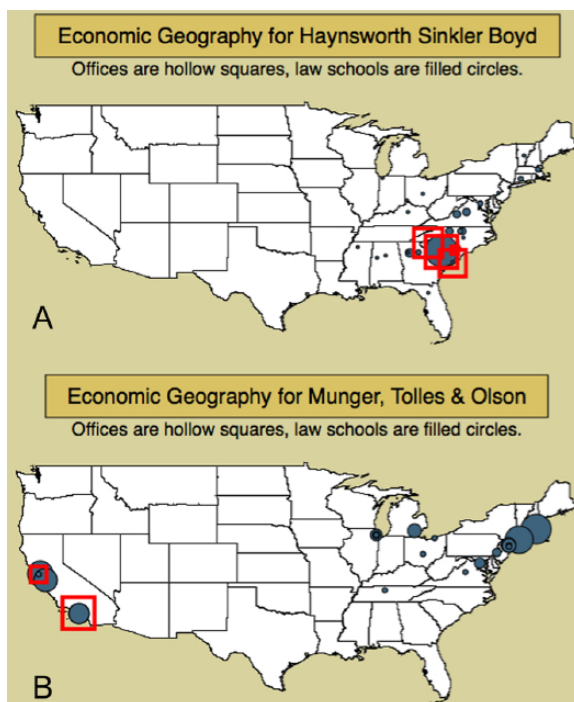 Economic Geography for Haynsworth Sinkler Boyd
Offices are hollow squares, law schools are filled circles.
A
Economic Geography for Munger, Tolles & Olson
Offices are hollow squares, law schools are filled circles.
B